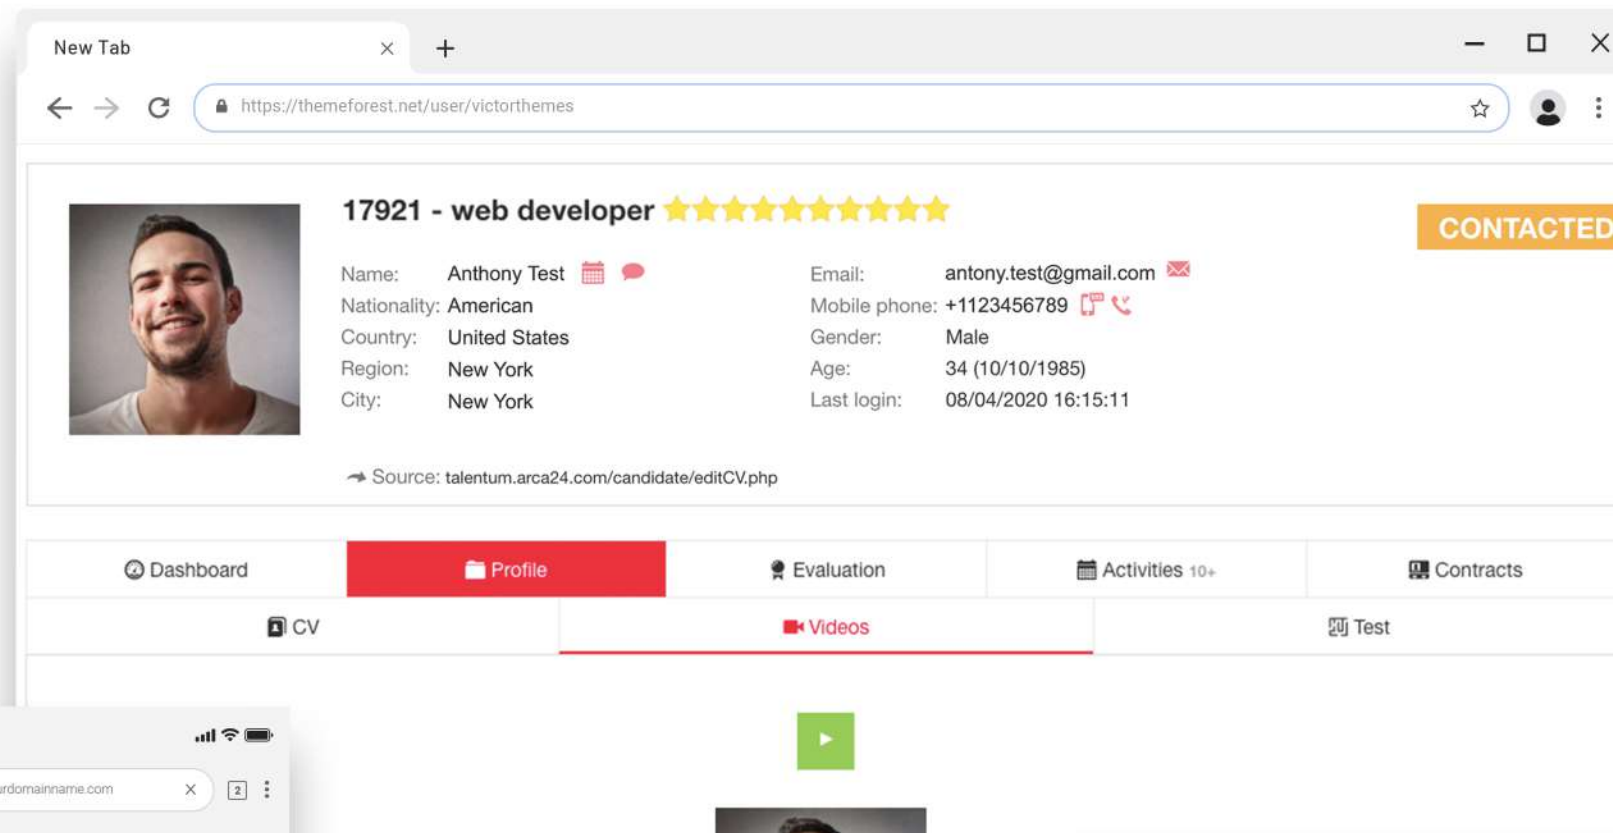 New Tab
https://themeforest.net/user/victorthemes
17921 - web developer
CONTACTED
Name: Anthony Test
Email: antony.test@gmail.com
Nationality: American
Mobile phone: +1123456789
Country: United States
Gender: Male
Region: New York
Age: 34 (10/10/1985)
City: New York
Last login: 08/04/2020 16:15:11
Source: talentum.arca24.com/candidate/editCV.php
Dashboard Profile Evaluation Activities 10+ Contracts
CV Videos Test
urdomainname.com 2